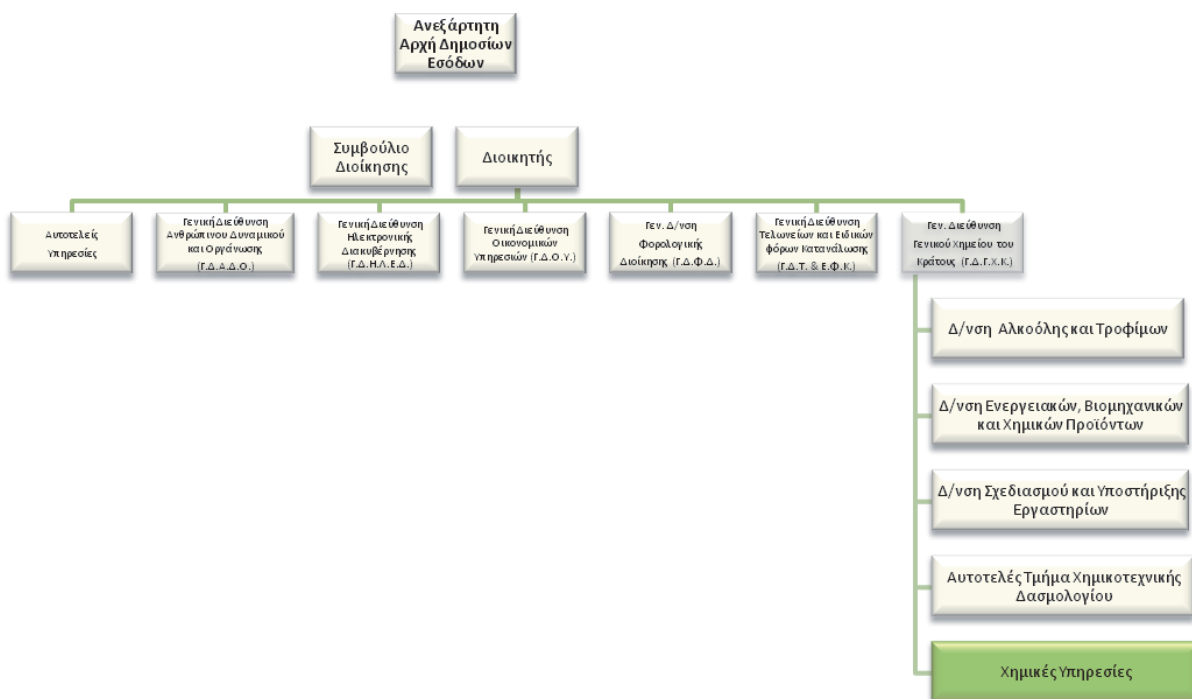 Ανεξάρτητη
Αρχή Δημοσίων
Εσόδων
Συμβούλιο
Διοίκησης
Διοικητής
Αυτοτελείς
Υπηρεσίες
Γενική Διεύθυνση
Ανθρώπινου Δυναμικού
και Οργάνωσης
(Γ.Δ.Α.Δ.Ο.)
Γενική Διεύθυνση
Ηλεκτρονικής
Διακυβέρνησης
(Γ.Δ.Η.Λ.Ε.Δ.)
Γενική Διεύθυνση
Οικονομικών
Υπηρεσιών (Γ.Δ.Ο.Υ.)
Γεν. Δ/νση
Φορολογικής
Διοίκησης (Γ.Δ.Φ.Δ.)
Γενική Διεύθυνση
Τελωνείων και Ειδικών
φόρων Κατανάλωσης
(Γ.Δ.Τ. & Ε.Φ.Κ.)
Γεν. Διεύθυνση
Γενικού Χημείου του
Κράτους (Γ.Δ.Γ.Χ.Κ.)
Δ/νση Αλκοόλης και Τροφίμων
Δ/νση Ενεργειακών, Βιομηχανικών
και Χημικών Προϊόντων
Δ/νση Σχεδιασμού και Υποστήριξης
Εργαστηρίων
Αυτοτελές Τμήμα Χημικοτεχνικής
Δασμολογίου
Χημικές Υπηρεσίες